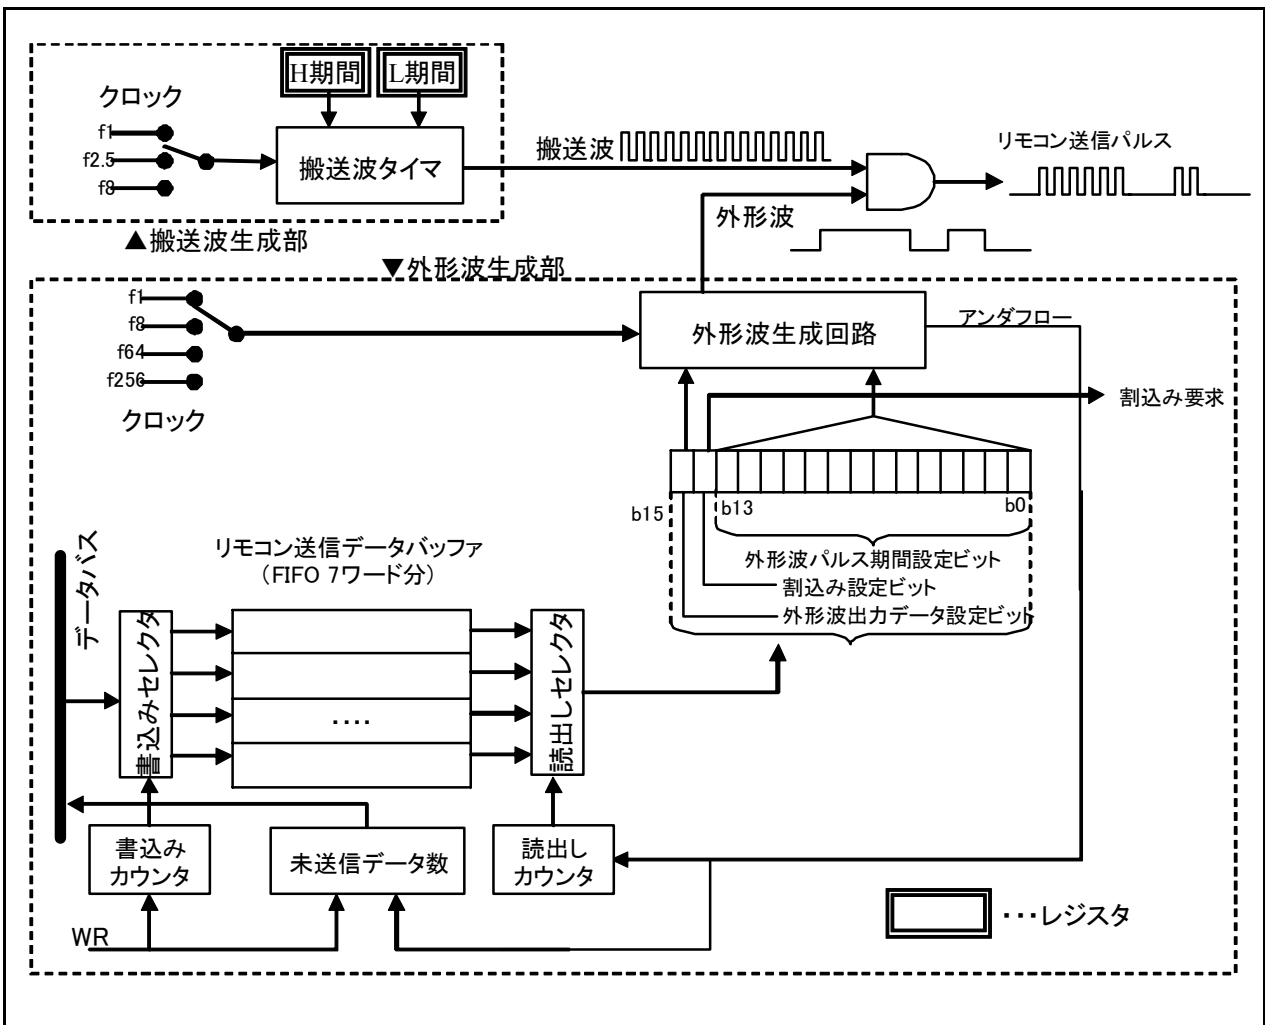 H期間
L期間
クロック
f1
f2.5
f8
搬送波タイマ
搬送波
リモコン送信パルス
外形波
▲搬送波生成部
▼外形波生成部
f1
f8
f64
f256
クロック
外形波生成回路
アンダフロー
割込み要求
b15
b13
b0
外形波パルス期間設定ビット
割込み設定ビット
外形波出力データ設定ビット
データバス
リモコン送信データバッファ
（FIFO 7ワード分）
書込みセレクタ
‥‥
読出しセレクタ
書込み
カウンタ
未送信データ数
読出し
カウンタ
WR
･･･レジスタ